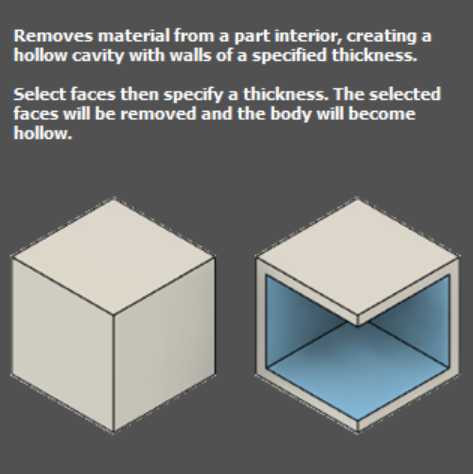 Removes material from a part interior, creating a
hollow cavity with walls of a specified thickness.
Select faces then specify a thickness. The selected
faces will be removed and the body will become
hollow.